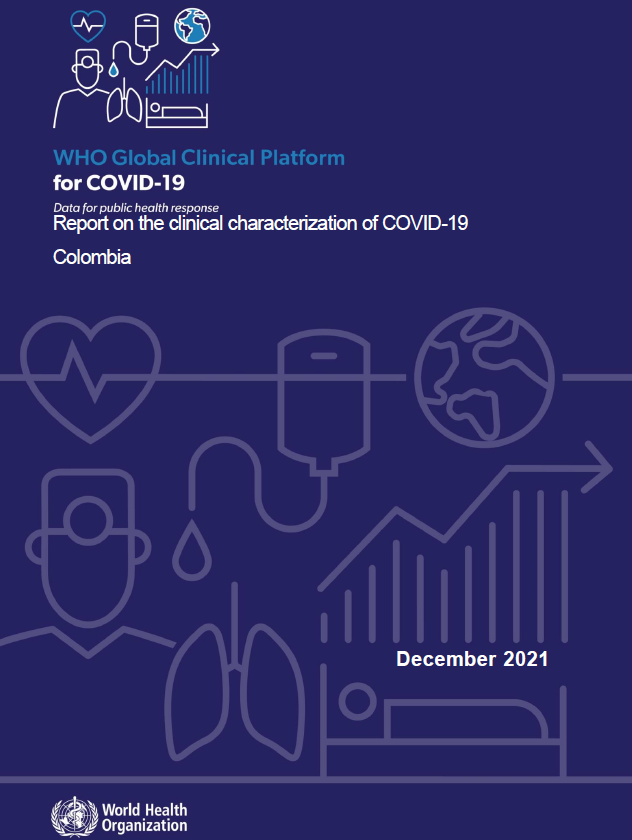 WHO Global Clinical Platform
for COVID-19
Data for public health response
Report on the clinical characterization of COVID-19
Colombia
December 2021
World Health
Organization